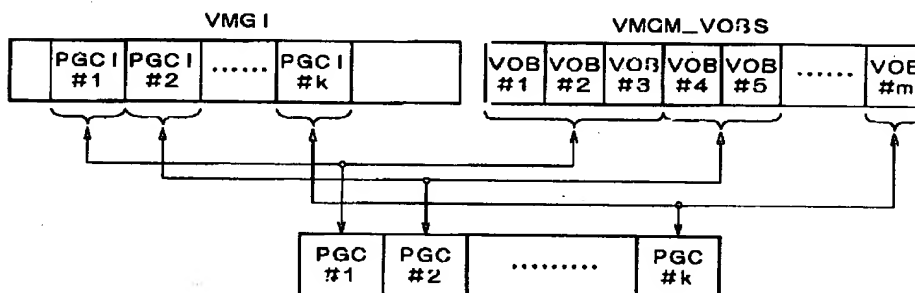 VMGI
VMGM_VOBS
PGCI PGCI ...... PGCI VOB VOB VOB VOB VOB ...... VOB
#1 #2 #k #1 #2 #3 #4 #5 #m
PGC PGC ......... PGC
#1 #2 #k